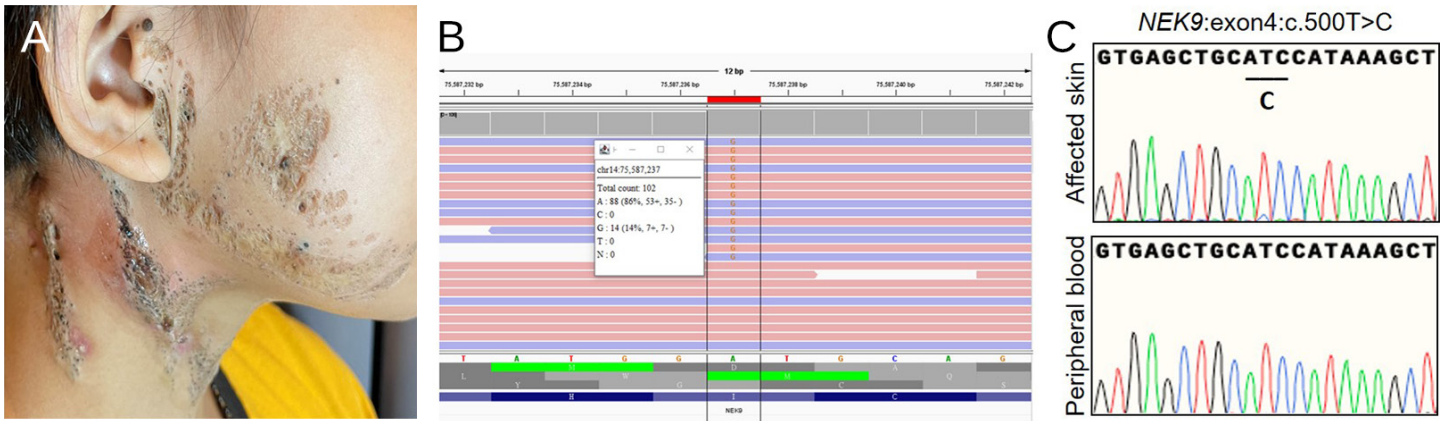 A
B
12 bp
75,587,232 bp 75,587,234 bp 75,587,236 bp 75,587,238 bp 75,587,240 bp 75,587,242 bp
chr14:75,587,237
Total count: 102
A : 88 (86%, 53+, 35- )
C : 0
G : 14 (14%, 7+, 7- )
T : 0
N : 0
G
G
G
G
G
G
G
G
G
G
G
G
G
G
T A T G G A T G C A G
M D A
L W M Q
Y G C S
H I C
NEK9
C
NEK9:exon4:c.500T>C
Affected skin
GTGAGCTGCATCCATAAAGCT
C
Peripheral blood
GTGAGCTGCATCCATAAAGCT